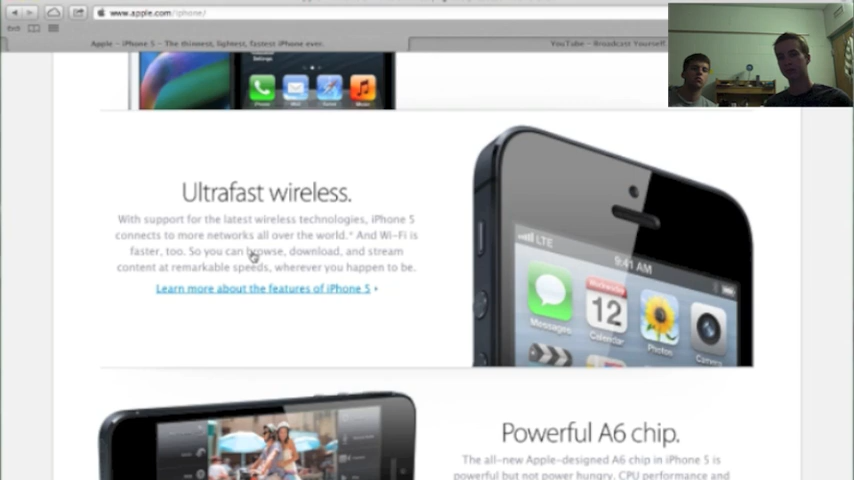 www.apple.com/iphone/
Apple – iPhone 5 – The thinnest, lightest, fastest iPhone ever.
YouTube – Broadcast Yourself.
Settings
Phone
Mail
Safari
Music
Ultrafast wireless.
With support for the latest wireless technologies, iPhone 5
connects to more networks all over the world.* And Wi-Fi is
faster, too. So you can browse, download, and stream
content at remarkable speeds, wherever you happen to be.
Learn more about the features of iPhone 5
LTE
9:41 AM
Wednesday
12
Messages
Calendar
Photos
Camera
Powerful A6 chip.
The all-new Apple-designed A6 chip in iPhone 5 is
powerful but not power hungry. CPU performance and